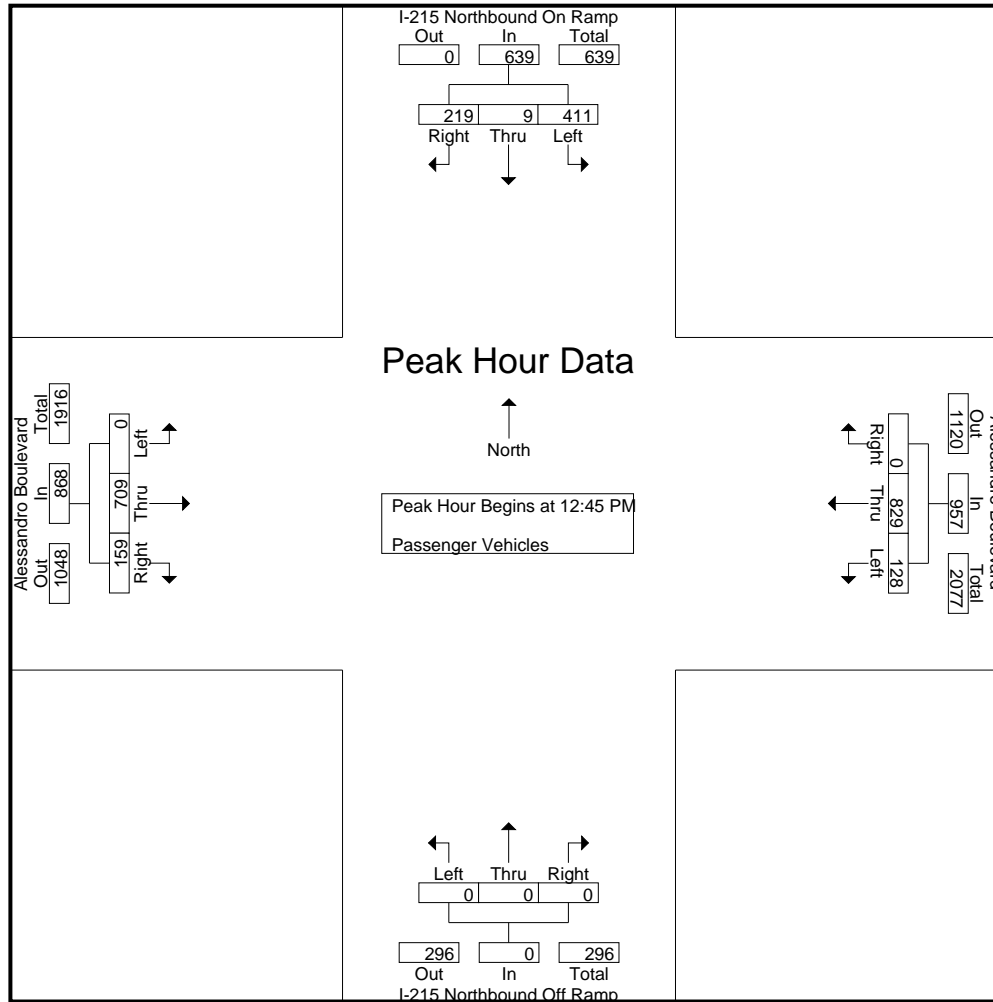 I-215 Northbound On Ramp
Out In Total
0 639 639
219 9 411
Right Thru Left
Peak Hour Data
North
Peak Hour Begins at 12:45 PM
Passenger Vehicles
Alessandro Boulevard
Out In Total
1048 868 1916
159 709 0
Right Thru Left
Out In Total
1120 957 2077
0 829 128
Right Thru Left
Left Thru Right
0 0 0
296 0 296
Out In Total
I-215 Northbound Off Ramp